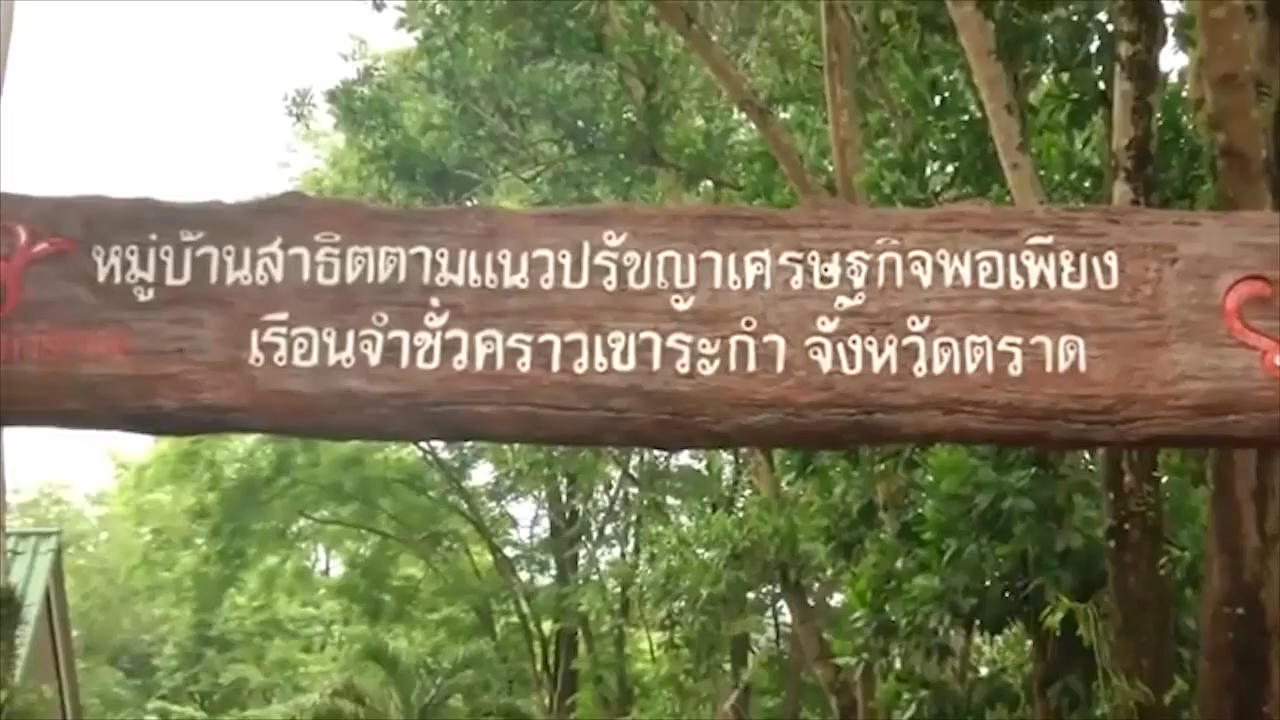 หมู่บ้านสาธิตตามแนวปรัชญาเศรษฐกิจพอเพียง
เรือนจำชั่วคราวเขาระกำ จังหวัดตราด